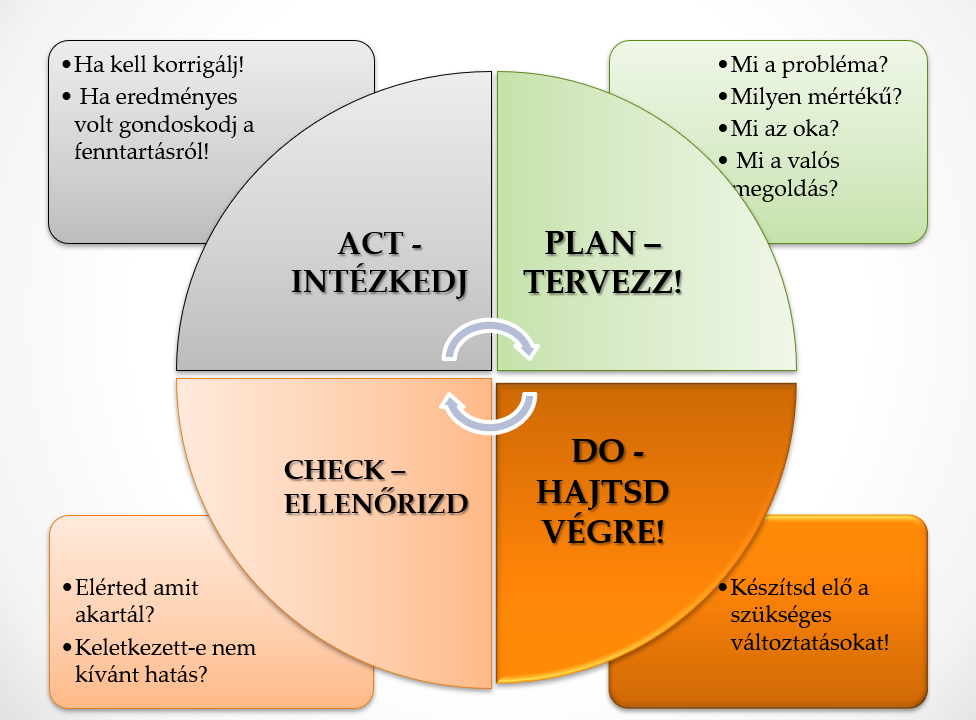 •Ha kell korrigálj!
• Ha eredményes
volt gondoskodj a
fenntartásról!
•Mi a probléma?
•Milyen mértékű?
•Mi az oka?
• Mi a valós
megoldás?
ACT -
INTÉZKEDJ
PLAN –
TERVEZZ!
CHECK –
ELLENŐRIZD
DO -
HAJTSD
VÉGRE!
•Elérted amit
akartál?
•Keletkezett-e nem
kívánt hatás?
•Készítsd elő a
szükséges
változtatásokat!